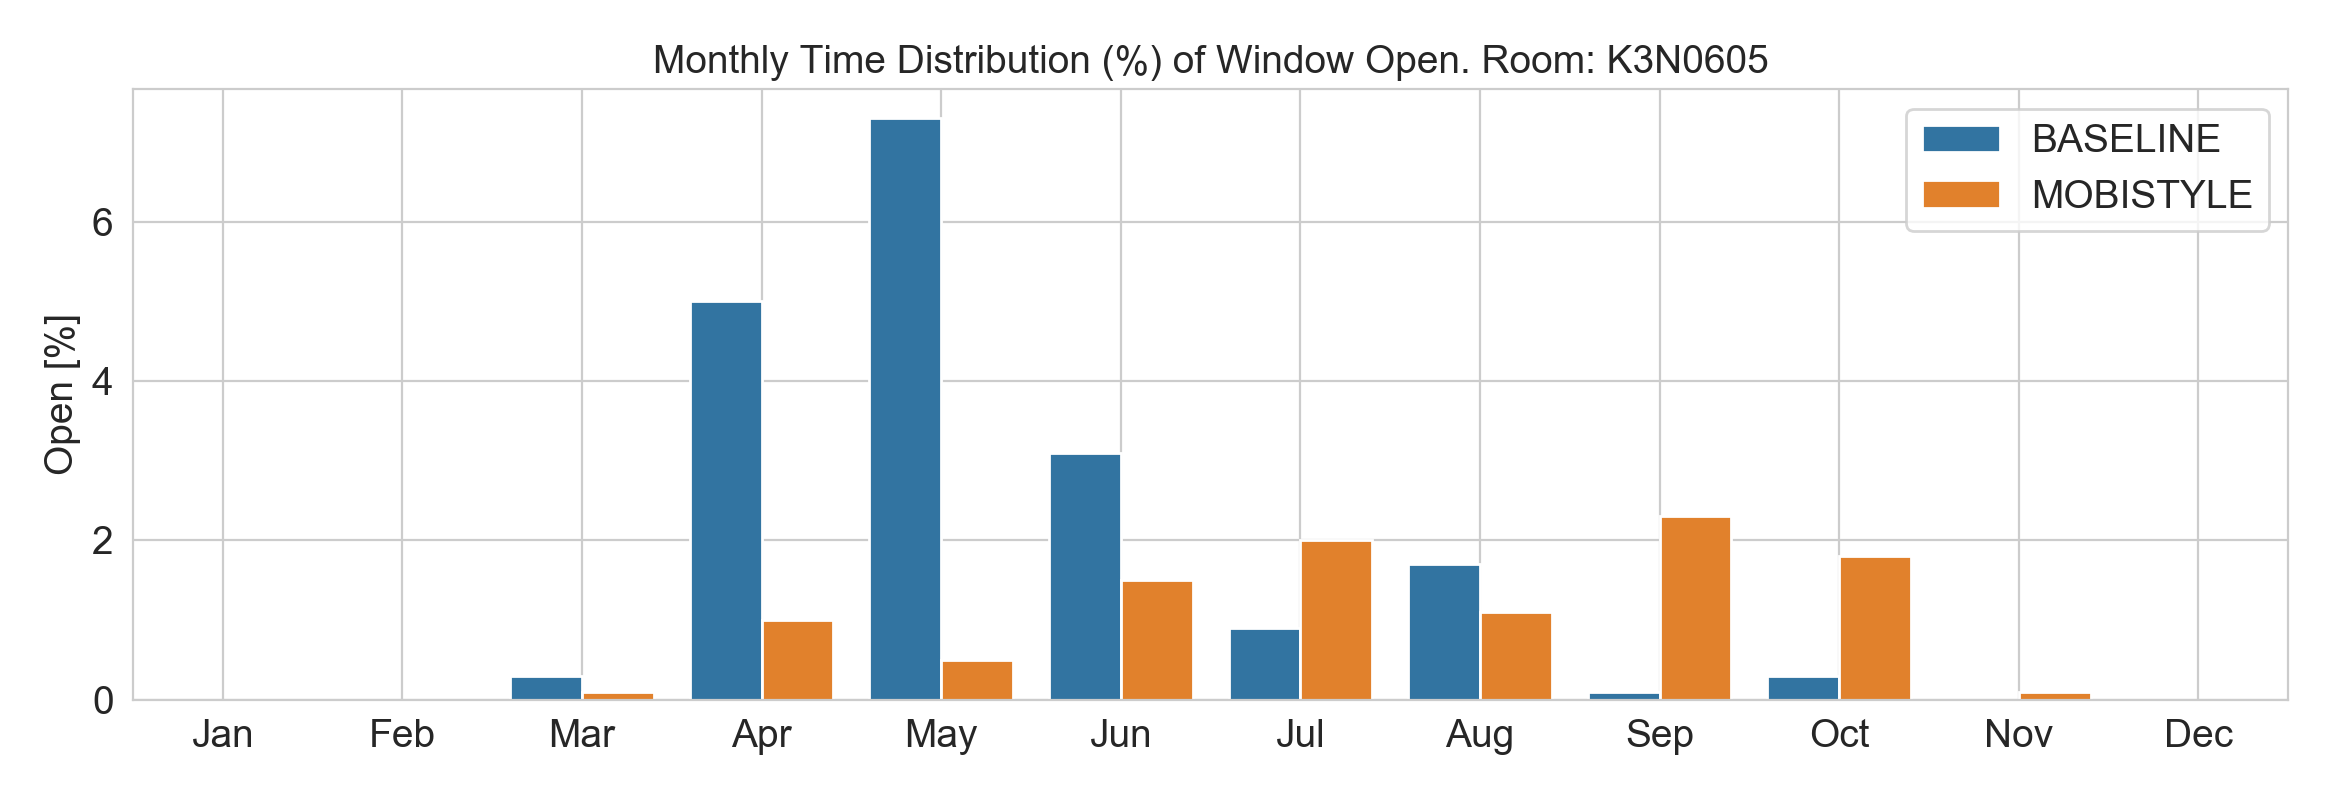 Monthly Time Distribution (%) of Window Open. Room: K3N0605
BASELINE
MOBISTYLE
Open [%]
6
4
2
0
Jan Feb Mar Apr May Jun Jul Aug Sep Oct Nov Dec